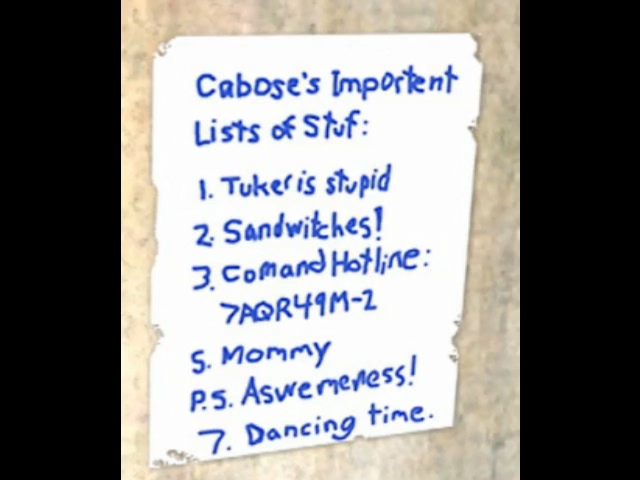 Cabose's Importent
Lists of Stuf:
1. Tuker is stupid
2. Sandwitches!
3. Comand Hotline:
7AQR49M-2
5. Mommy
P.S. Aswemeness!
7. Dancing time.